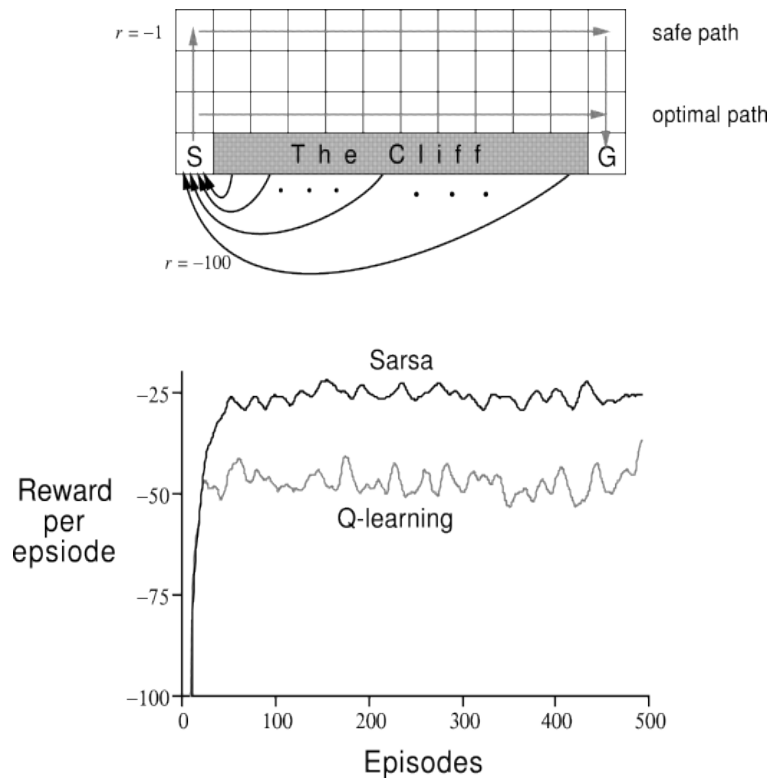 r = −1
safe path
optimal path
S The Cliff G
r = −100
Sarsa
Q-learning
Reward
per
epsiode
−25
−50
−75
−100
0 100 200 300 400 500
Episodes